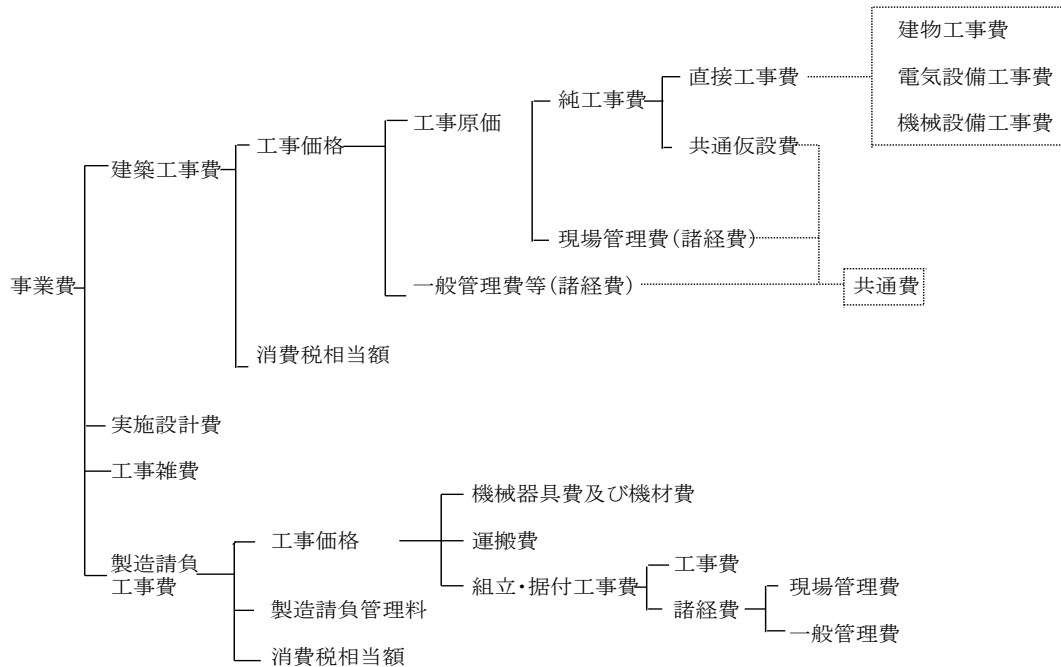 建物工事費
直接工事費
電気設備工事費
純工事費
工事原価
機械設備工事費
工事価格
共通仮設費
建築工事費
現場管理費(諸経費)
事業費
一般管理費等(諸経費)
共通費
消費税相当額
実施設計費
工事雑費
機械器具費及び機材費
工事価格
運搬費
製造請負
工事費
組立・据付工事費
工事費
現場管理費
製造請負管理料
諸経費
一般管理費
消費税相当額